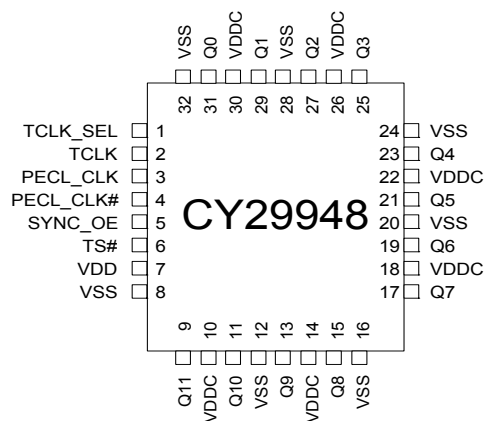 VSS Q0 VDDC Q1 VSS Q2 VDDC Q3
32 31 30 29 28 27 26 25
TCLK_SEL 1
TCLK 2
PECL_CLK 3
PECL_CLK# 4
SYNC_OE 5
TS# 6
VDD 7
VSS 8
CY29948
24 VSS
23 Q4
22 VDDC
21 Q5
20 VSS
19 Q6
18 VDDC
17 Q7
9 10 11 12 13 14 15 16
Q11 VDDC Q10 VSS Q9 VDDC Q8 VSS